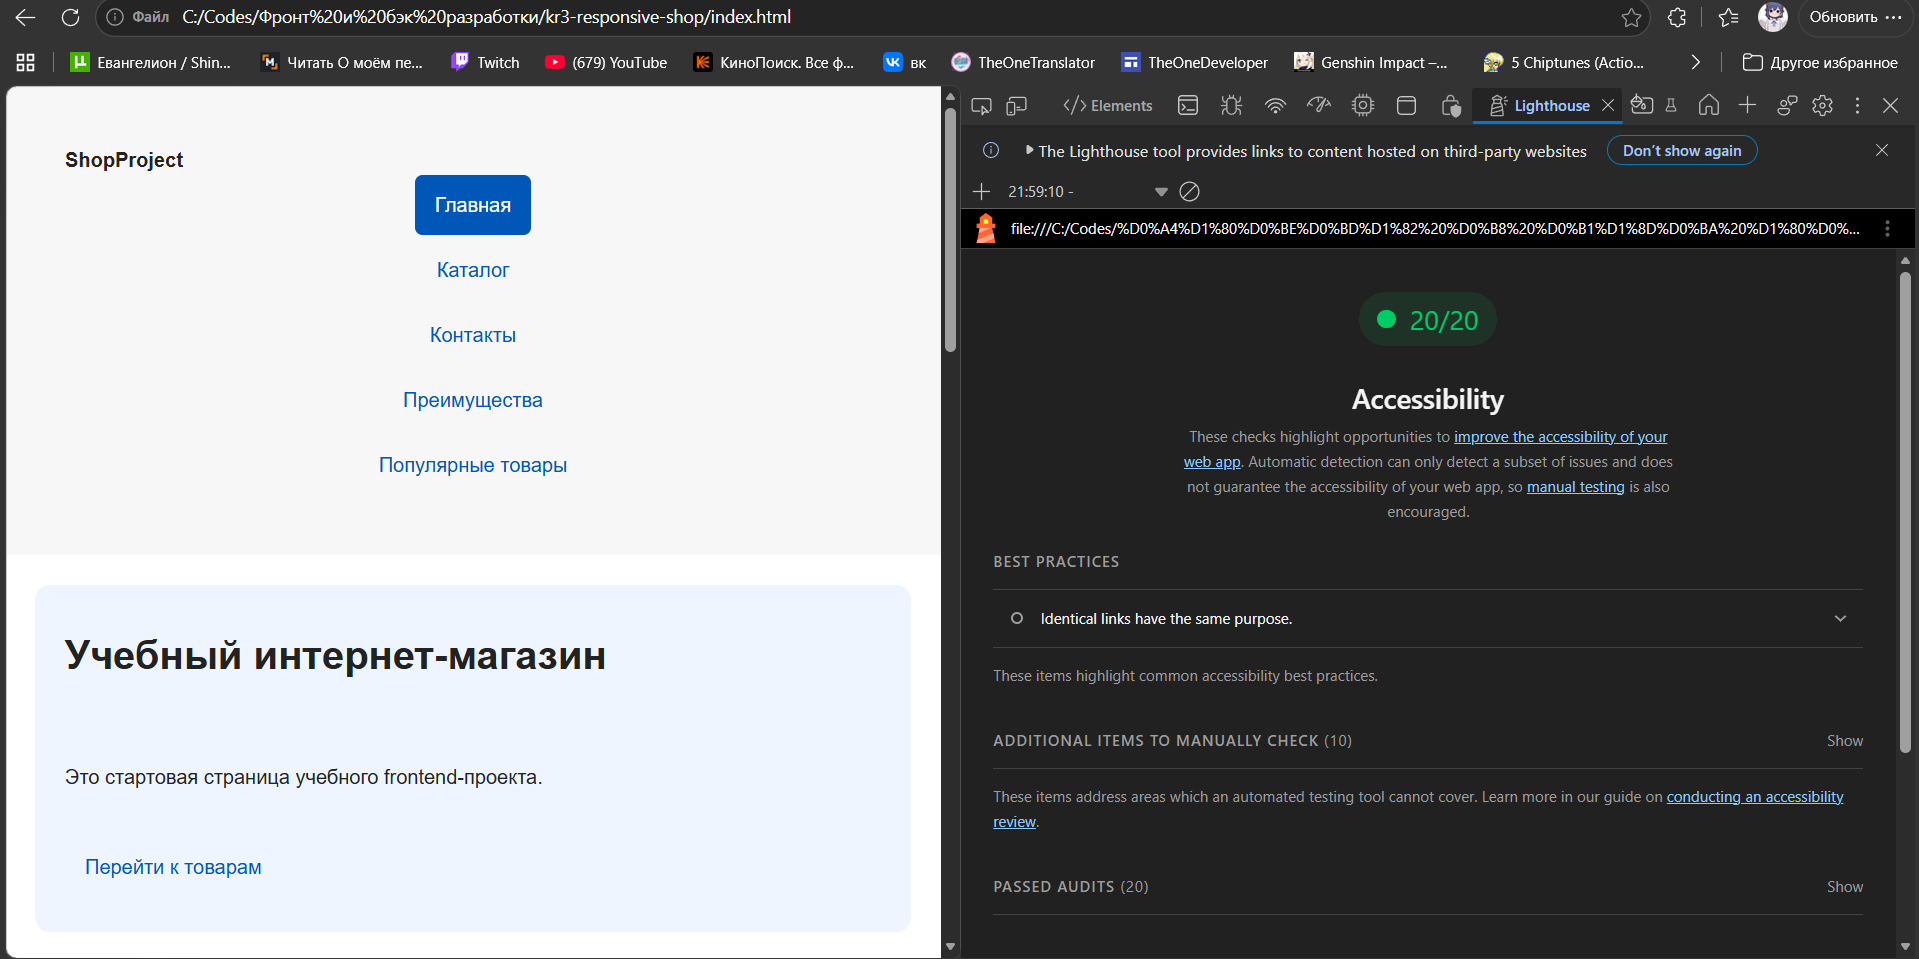 Файл C:/Codes/Фронт%20и%20бэк%20разработки/kr3-responsive-shop/index.html Обновить
Евангелион / Shin... Читать О моём пе... Twitch (679) YouTube КиноПоиск. Все ф... вк TheOneTranslator TheOneDeveloper Genshin Impact –... 5 Chiptunes (Actio... Другое избранное
ShopProject
Главная
Каталог
Контакты
Преимущества
Популярные товары
Учебный интернет-магазин
Это стартовая страница учебного frontend-проекта.
Перейти к товарам
Elements Lighthouse
The Lighthouse tool provides links to content hosted on third-party websites Don't show again
21:59:10 -
file:///C:/Codes/%D0%A4%D1%80%D0%BE%D0%BD%D1%82%20%D0%B8%20%D0%B1%D1%8D%D0%BA%20%D1%80%D0%...
20/20
Accessibility
These checks highlight opportunities to improve the accessibility of your
web app. Automatic detection can only detect a subset of issues and does
not guarantee the accessibility of your web app, so manual testing is also
encouraged.
BEST PRACTICES
Identical links have the same purpose.
These items highlight common accessibility best practices.
ADDITIONAL ITEMS TO MANUALLY CHECK (10) Show
These items address areas which an automated testing tool cannot cover. Learn more in our guide on conducting an accessibility
review.
PASSED AUDITS (20) Show